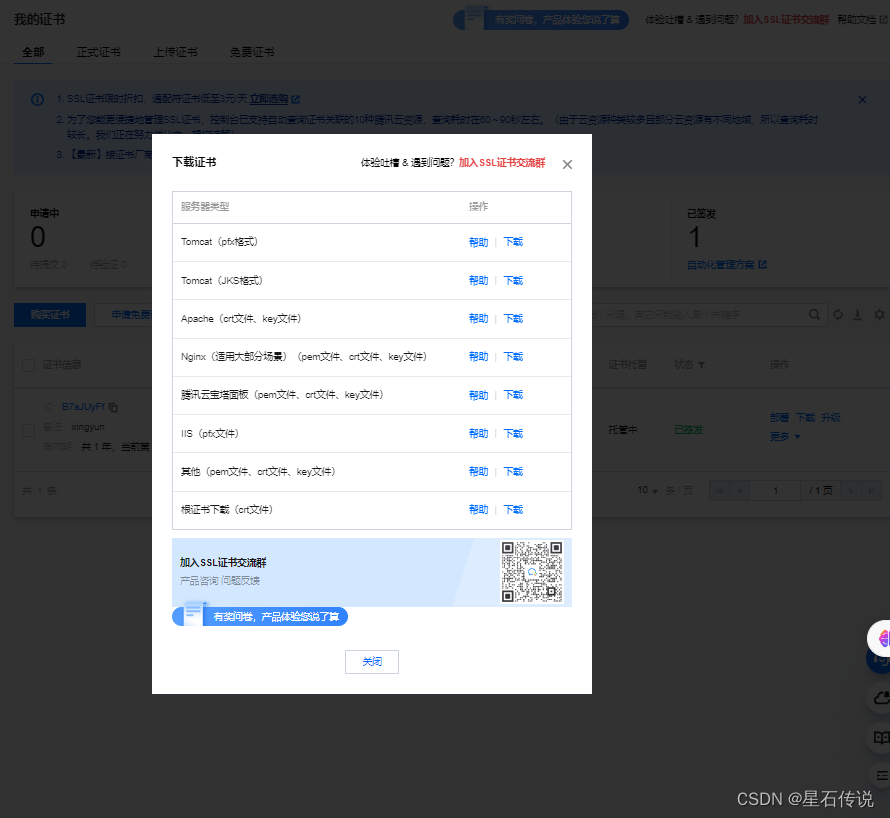 我的证书
有奖问卷，产品体验您说了算
体验吐槽 & 遇到问题? 加入SSL证书交流群 帮助文档
全部 正式证书 上传证书 免费证书
1. SSL证书限时折扣，通配符证书低至3元/天 立即选购
2. 为了您能更便捷地管理SSL证书，控制台已支持自动查询证书关联的10种腾讯云资源，查询耗时在60～90秒左右。（由于云资源种类较多且部分云资源有不同地域，所以查询耗时
较长。我们正在努力
3. 【最新】接证书厂商
申请中
0
待提交 0 待验证 0
已签发
1
自动化管理方案
购买证书 申请免费
证书信息 证书托管 状态 操作
ID: B7aJUyFf
备注: xingyun
有效期: 共 1 年，当前第
托管中 已签发 部署 下载 升级
更多
共 1 条
10 条 / 页 1 / 1 页
下载证书
体验吐槽 & 遇到问题? 加入SSL证书交流群
服务器类型 操作
Tomcat（pfx格式） 帮助 | 下载
Tomcat（JKS格式） 帮助 | 下载
Apache（crt文件、key文件） 帮助 | 下载
Nginx（适用大部分场景）（pem文件、crt文件、key文件） 帮助 | 下载
腾讯云宝塔面板（pem文件、crt文件、key文件） 帮助 | 下载
IIS（pfx文件） 帮助 | 下载
其他（pem文件、crt文件、key文件） 帮助 | 下载
根证书下载（crt文件） 帮助 | 下载
加入SSL证书交流群
产品咨询 问题反馈
有奖问卷，产品体验您说了算
关闭
CSDN @星石传说